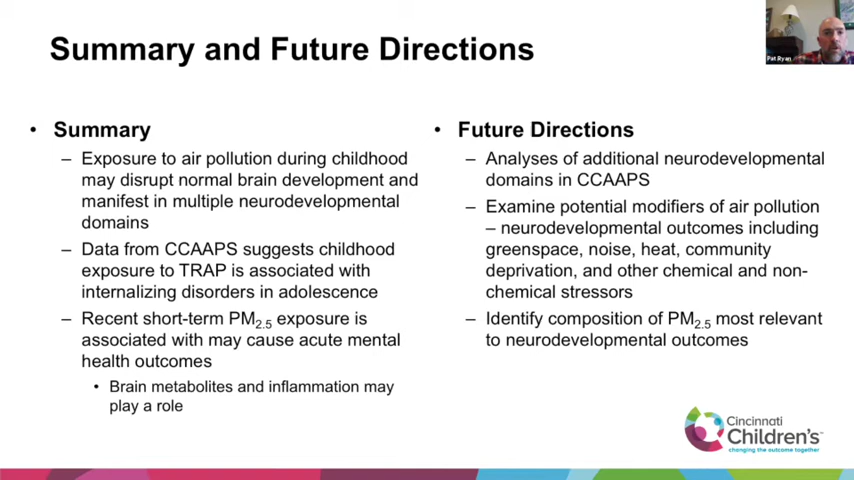 Summary and Future Directions
Pat Ryan
• Summary
– Exposure to air pollution during childhood
may disrupt normal brain development and
manifest in multiple neurodevelopmental
domains
– Data from CCAAPS suggests childhood
exposure to TRAP is associated with
internalizing disorders in adolescence
– Recent short-term PM2.5 exposure is
associated with may cause acute mental
health outcomes
• Brain metabolites and inflammation may
play a role
• Future Directions
– Analyses of additional neurodevelopmental
domains in CCAAPS
– Examine potential modifiers of air pollution
– neurodevelopmental outcomes including
greenspace, noise, heat, community
deprivation, and other chemical and non-
chemical stressors
– Identify composition of PM2.5 most relevant
to neurodevelopmental outcomes
Cincinnati
Children's™
changing the outcome together